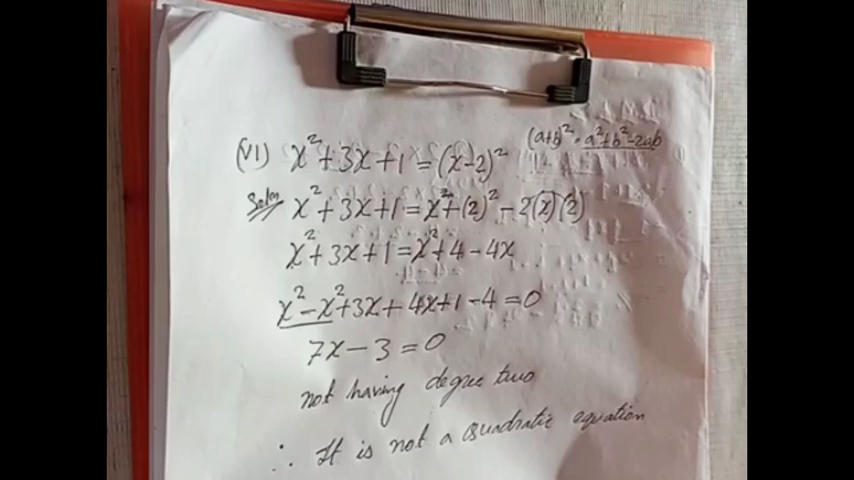 (VI) x² + 3x + 1 = (x - 2)² (a+b)² = a² + b² - 2ab
Soln x² + 3x + 1 = x² + (2)² - 2(x)(2)
x² + 3x + 1 = x² + 4 - 4x
x² - x² + 3x + 4x + 1 - 4 = 0
7x - 3 = 0
not having degree two
∴ It is not a quadratic equation